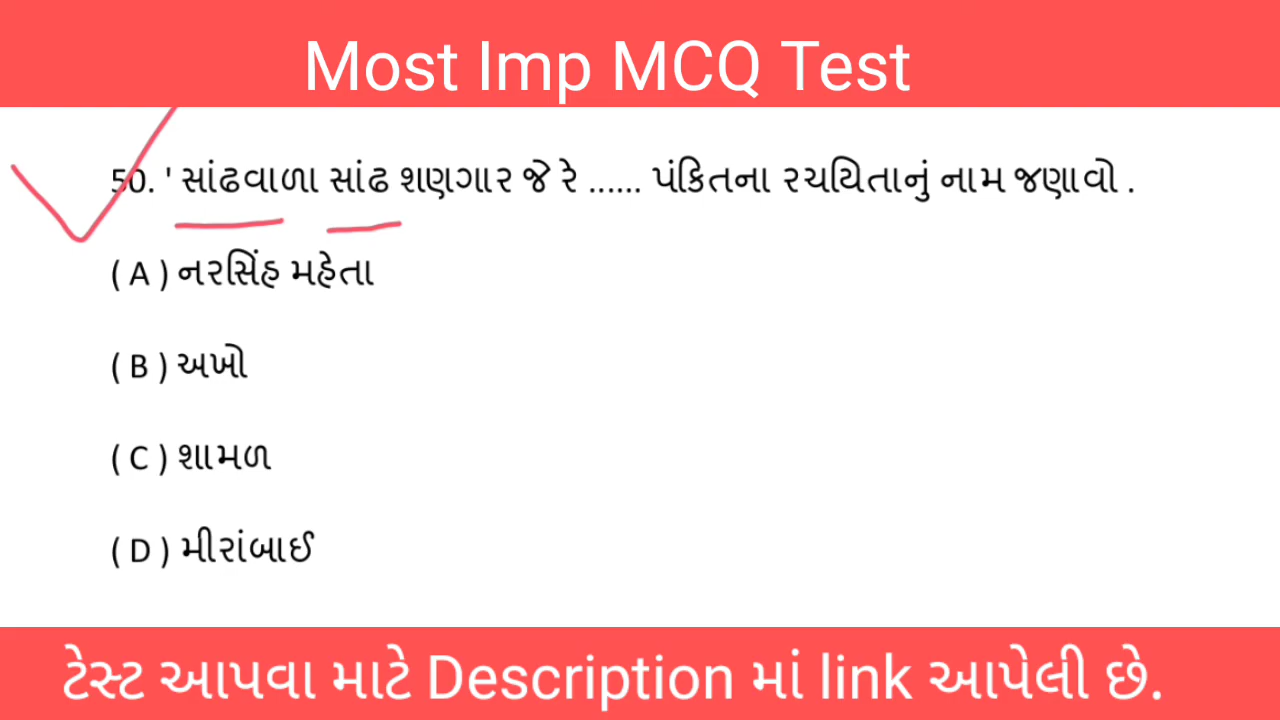 Most Imp MCQ Test
50. ' સાંઢવાળા સાંઢ શણગાર જે રે ...... પંકિતના રચયિતાનું નામ જણાવો .
( A ) નરસિંહ મહેતા
( B ) અખો
( C ) શામળ
( D ) મીરાંબાઈ
ટેસ્ટ આપવા માટે Description માં link આપેલી છે.